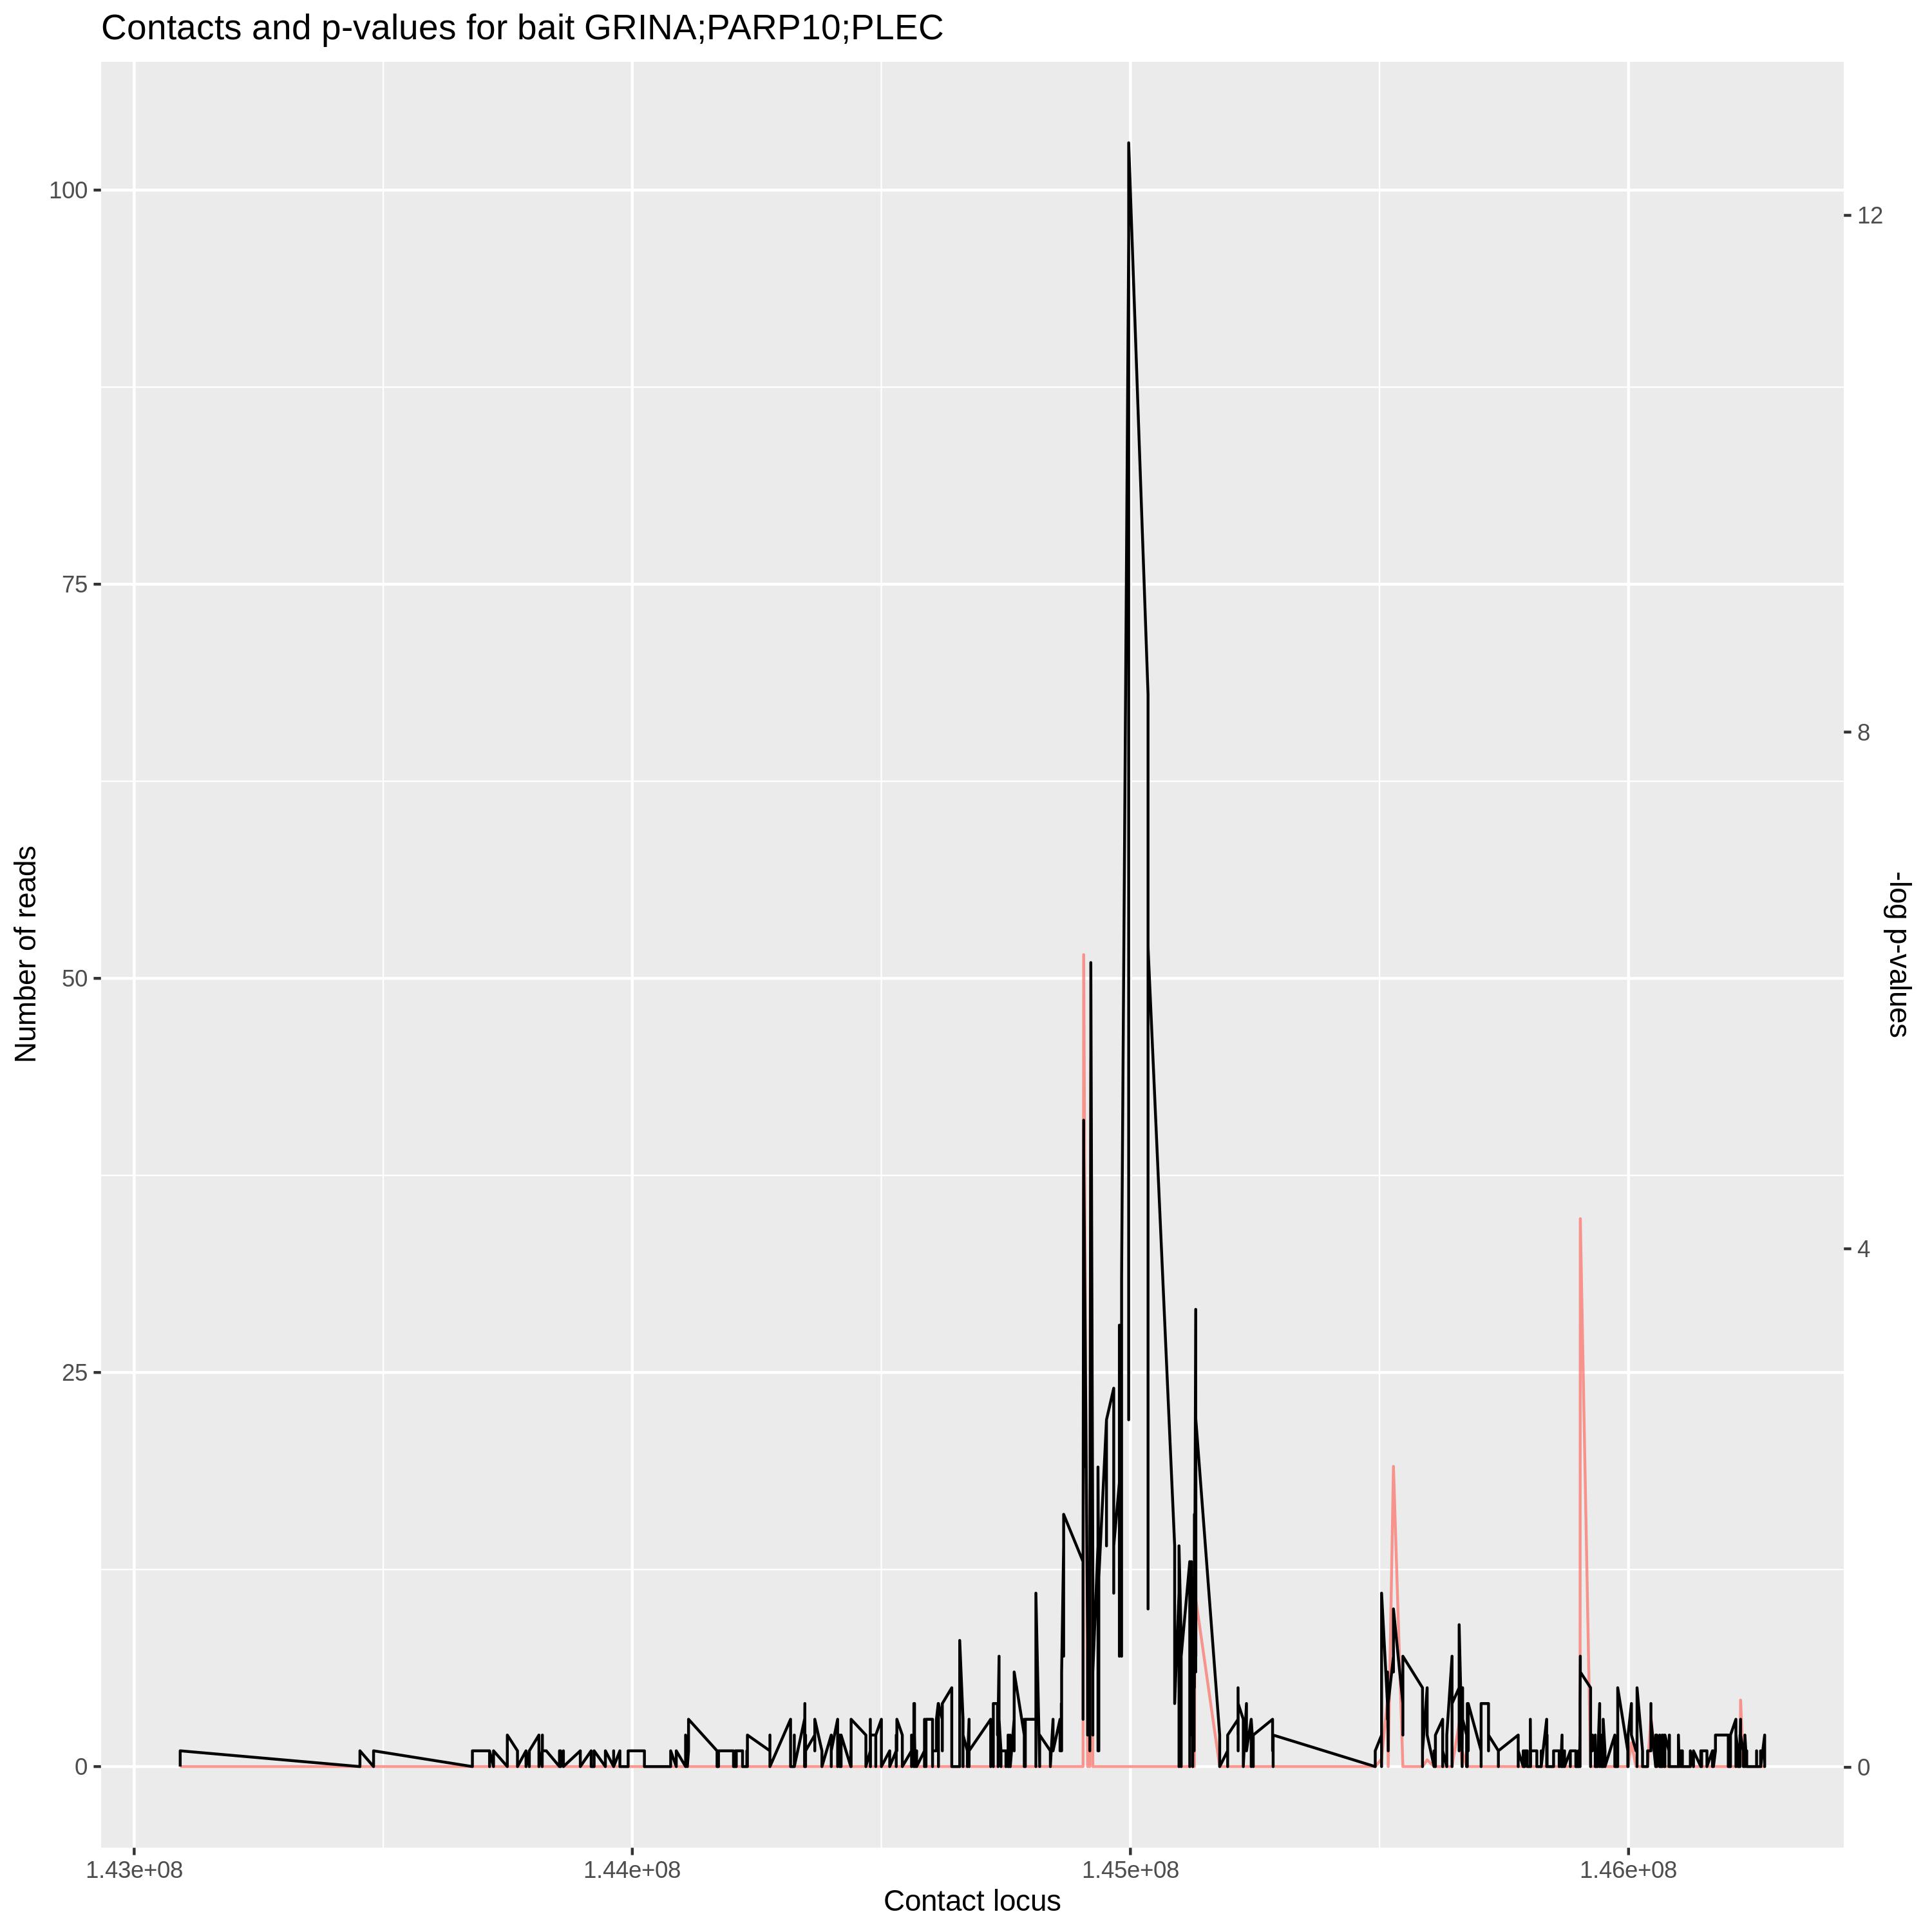 Contacts and p-values for bait GRINA;PARP10;PLEC
100
75
50
25
0
12
8
4
0
Number of reads
-log p-values
1.43e+08
1.44e+08
1.45e+08
1.46e+08
Contact locus